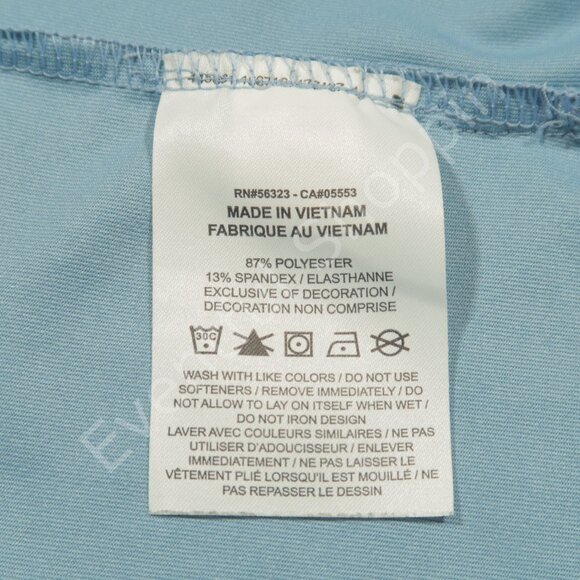 RN#56323 - CA#05553
MADE IN VIETNAM
FABRIQUE AU VIETNAM
87% POLYESTER
13% SPANDEX / ELASTHANNE
EXCLUSIVE OF DECORATION /
DECORATION NON COMPRISE
30C
WASH WITH LIKE COLORS / DO NOT USE
SOFTENERS / REMOVE IMMEDIATELY / DO
NOT ALLOW TO LAY ON ITSELF WHEN WET /
DO NOT IRON DESIGN
LAVER AVEC COULEURS SIMILAIRES / NE PAS
UTILISER D'ADOUCISSEUR / ENLEVER
IMMEDIATEMENT / NE PAS LAISSER LE
VÊTEMENT PLIÉ LORSQU'IL EST MOUILLÉ / NE
PAS REPASSER LE DESSIN